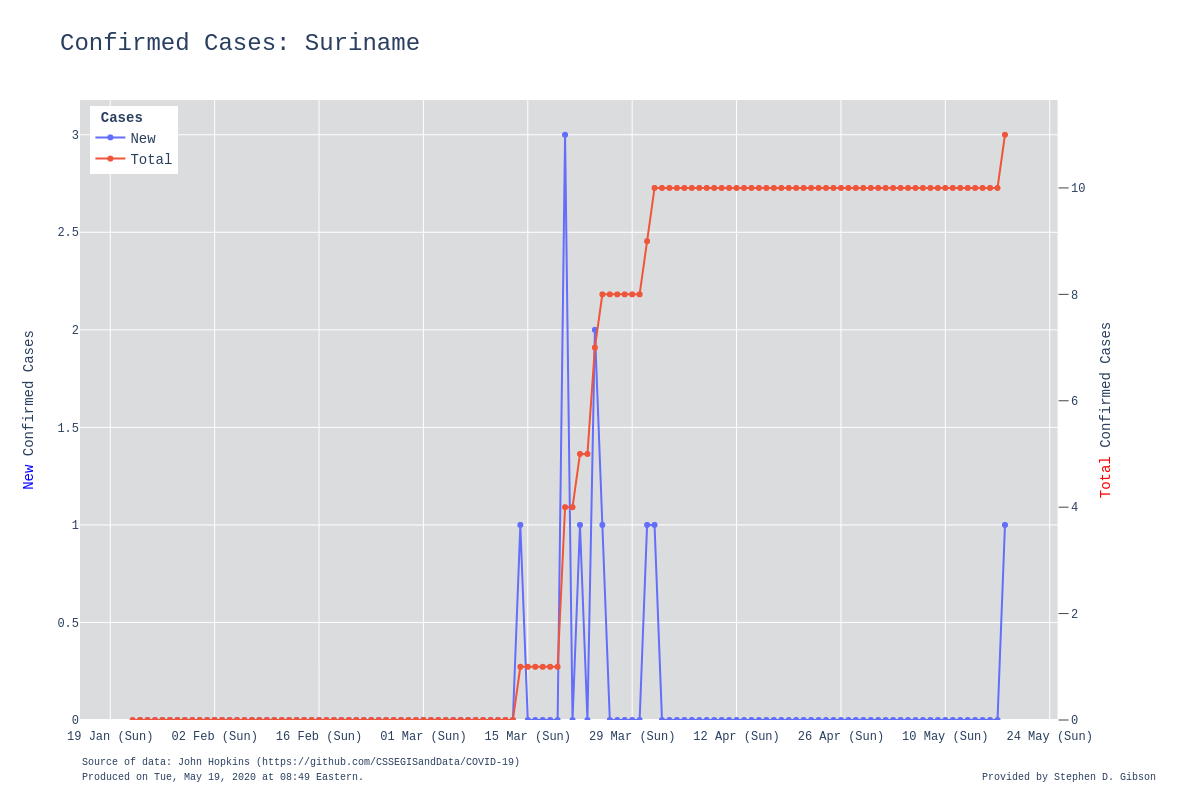 Confirmed Cases: Suriname
Cases
New
Total
3
2.5
2
1.5
1
0.5
0
New Confirmed Cases
10
8
6
4
2
0
Total Confirmed Cases
19 Jan (Sun) 02 Feb (Sun) 16 Feb (Sun) 01 Mar (Sun) 15 Mar (Sun) 29 Mar (Sun) 12 Apr (Sun) 26 Apr (Sun) 10 May (Sun) 24 May (Sun)
Source of data: John Hopkins (https://github.com/CSSEGISandData/COVID-19)
Produced on Tue, May 19, 2020 at 08:49 Eastern.
Provided by Stephen D. Gibson